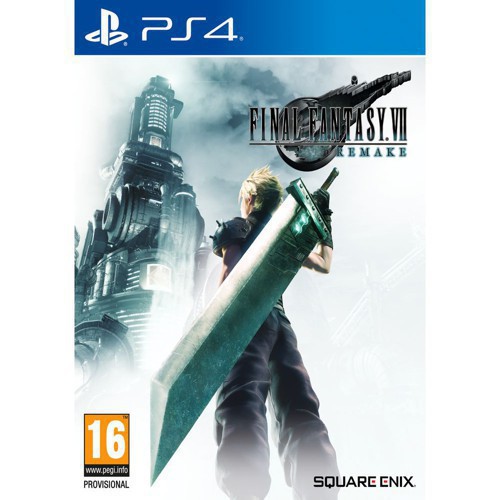 PS4
FINAL FANTASY VII
REMAKE
16
www.pegi.info
PROVISIONAL
SQUARE ENIX.